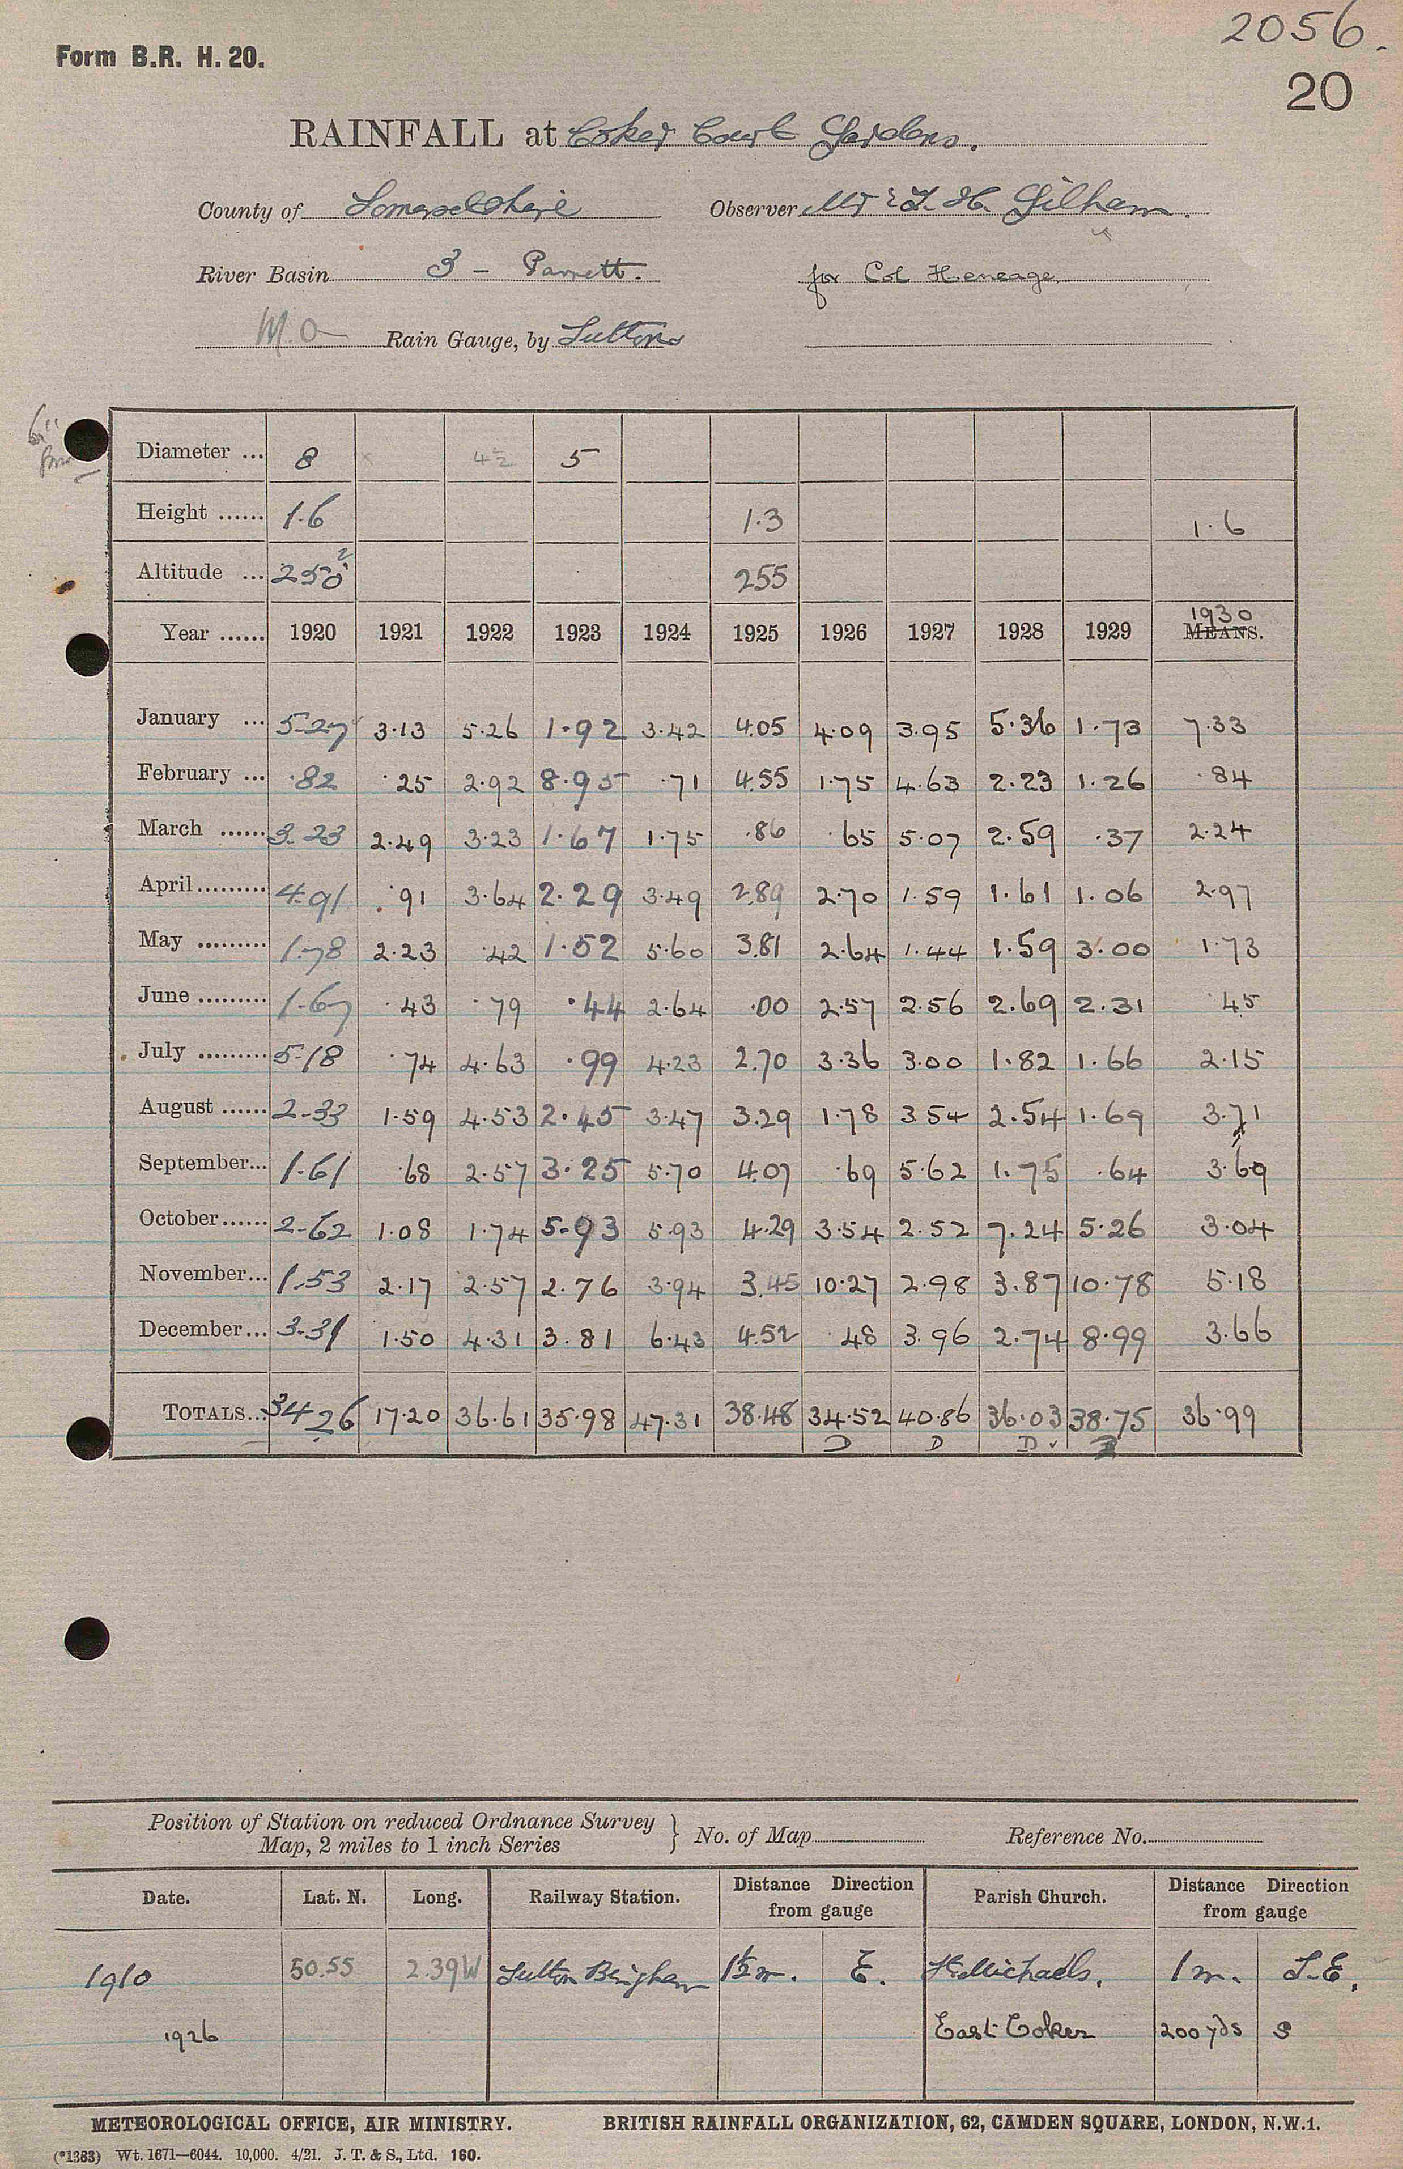 2056.
Form B.R. H. 20.
20
RAINFALL at Coker Court Gardens.
County of Somersetshire Observer Mr T. H. Gilham.
River Basin 3 - Parrett. for Col Heneage
M.O Rain Gauge, by Sutton
6"
Diameter ... 8 4½ 5
Height ...... 1.6 1.3 1.6
Altitude ... 250 255
Year ...... 1920 1921 1922 1923 1924 1925 1926 1927 1928 1929 1930 MEANS.
January ... 5.27 3.13 5.26 1.92 3.42 4.05 4.09 3.95 5.36 1.73 7.33
February ... .82 .25 2.92 8.95 .71 4.55 1.75 4.63 2.23 1.26 .84
March ...... 3.23 2.49 3.23 1.67 1.75 .86 .65 5.07 2.59 .37 2.24
April ......... 4.91 .91 3.64 2.29 3.49 2.89 2.70 1.59 1.61 1.06 2.97
May ......... 1.78 2.23 .42 1.52 5.60 3.81 2.64 1.44 1.59 3.00 1.73
June ......... 1.67 .43 .79 .44 2.64 .00 2.57 2.56 2.69 2.31 .45
July ......... 5.18 .74 4.63 .99 4.23 2.70 3.36 3.00 1.82 1.66 2.15
August ...... 2.33 1.59 4.53 2.45 3.47 3.29 1.78 3.54 2.54 1.69 3.71
September... 1.61 .68 2.57 3.25 5.70 4.07 .69 5.62 1.75 .64 3.69
October...... 2.62 1.08 1.74 5.93 5.93 4.29 3.54 2.52 7.24 5.26 3.04
November... 1.53 2.17 2.57 2.76 3.94 3.45 10.27 2.98 3.87 10.78 5.18
December... 3.31 1.50 4.31 3.81 6.43 4.52 .48 3.96 2.74 8.99 3.66
TOTALS... 34.26 17.20 36.61 35.98 47.31 38.48 34.52 40.86 36.03 38.75 36.99
D D D ✓
Position of Station on reduced Ordnance Survey
Map, 2 miles to 1 inch Series } No. of Map Reference No.
Date. Lat. N. Long. Railway Station. Distance Direction from gauge Parish Church. Distance Direction from gauge
1910 50.55 2.39W Sutton Bingham 1½ m. E. St. Michaels, 1 m. S.E.
1926 East Coker 200 yds S
METEOROLOGICAL OFFICE, AIR MINISTRY. BRITISH RAINFALL ORGANIZATION, 62, CAMDEN SQUARE, LONDON, N.W.1.
(*1383) Wt. 1671—6044. 10,000. 4/21. J. T. & S., Ltd. 160.